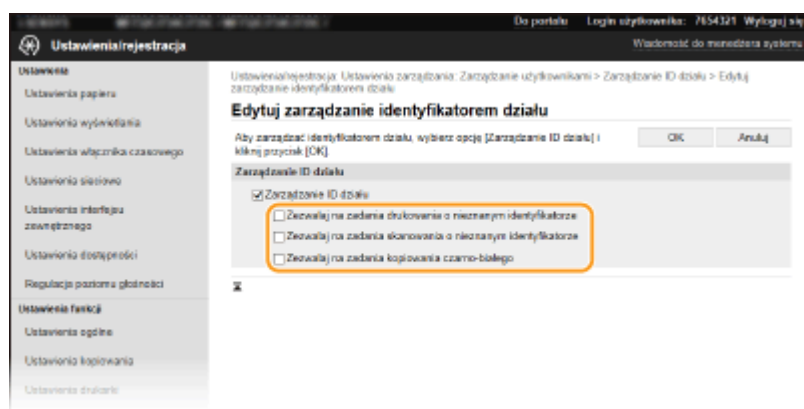 Do portalu Login użytkownika: 7654321 Wyloguj się
Ustawienia/rejestracja
Wiadomość do menedżera systemu
Ustawienia
Ustawienia papieru
Ustawienia wyświetlania
Ustawienia włącznika czasowego
Ustawienia sieciowe
Ustawienia interfejsu
zewnętrznego
Ustawienia dostępności
Regulacja poziomu głośności
Ustawienia funkcji
Ustawienia ogólne
Ustawienia kopiowania
Ustawienia drukarki
Ustawienia/rejestracja: Ustawienia zarządzania: Zarządzanie użytkownikami > Zarządzanie ID działu > Edytuj
zarządzanie identyfikatorem działu
Edytuj zarządzanie identyfikatorem działu
Aby zarządzać identyfikatorem działu, wybierz opcję [Zarządzanie ID działu] i
kliknij przycisk [OK].
OK Anuluj
Zarządzanie ID działu
Zarządzanie ID działu
Zezwalaj na zadania drukowania o nieznanym identyfikatorze
Zezwalaj na zadania skanowania o nieznanym identyfikatorze
Zezwalaj na zadania kopiowania czarno-białego